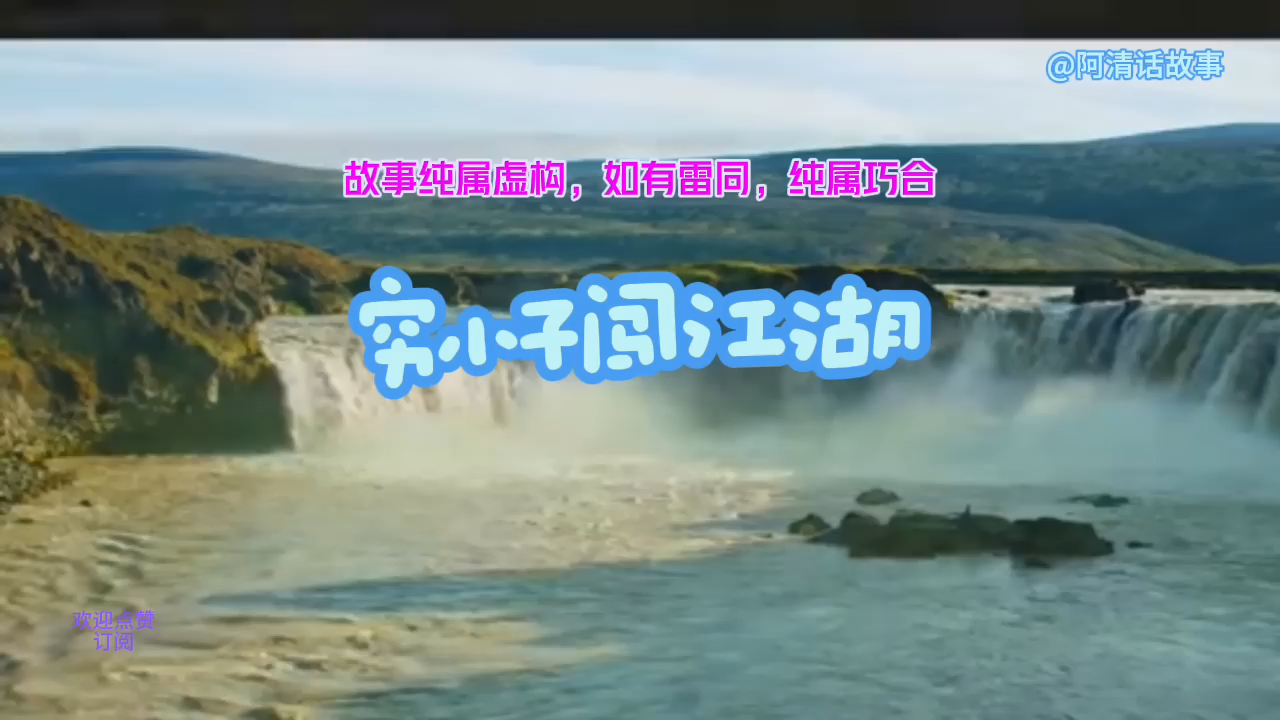 @阿清话故事
故事纯属虚构，如有雷同，纯属巧合
穷小子闯江湖
欢迎点赞
订阅